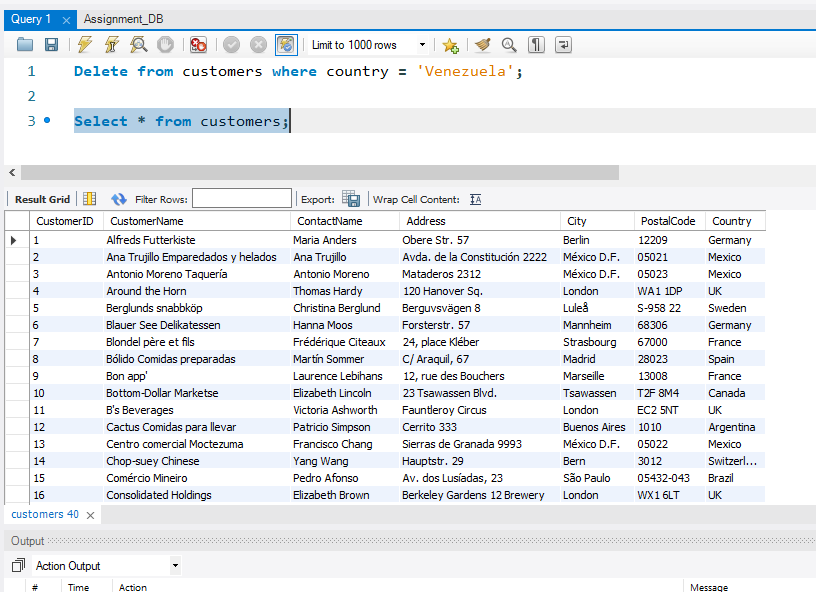 Query 1 × Assignment_DB
Limit to 1000 rows
1 Delete from customers where country = 'Venezuela';
2
3 Select * from customers;
Result Grid Filter Rows: Export: Wrap Cell Content:
CustomerID CustomerName ContactName Address City PostalCode Country
1 Alfreds Futterkiste Maria Anders Obere Str. 57 Berlin 12209 Germany
2 Ana Trujillo Emparedados y helados Ana Trujillo Avda. de la Constitución 2222 México D.F. 05021 Mexico
3 Antonio Moreno Taquería Antonio Moreno Mataderos 2312 México D.F. 05023 Mexico
4 Around the Horn Thomas Hardy 120 Hanover Sq. London WA1 1DP UK
5 Berglunds snabbköp Christina Berglund Berguvsvägen 8 Luleå S-958 22 Sweden
6 Blauer See Delikatessen Hanna Moos Forsterstr. 57 Mannheim 68306 Germany
7 Blondel père et fils Frédérique Citeaux 24, place Kléber Strasbourg 67000 France
8 Bólido Comidas preparadas Martín Sommer C/ Araquil, 67 Madrid 28023 Spain
9 Bon app' Laurence Lebihans 12, rue des Bouchers Marseille 13008 France
10 Bottom-Dollar Marketse Elizabeth Lincoln 23 Tsawassen Blvd. Tsawassen T2F 8M4 Canada
11 B's Beverages Victoria Ashworth Fauntleroy Circus London EC2 5NT UK
12 Cactus Comidas para llevar Patricio Simpson Cerrito 333 Buenos Aires 1010 Argentina
13 Centro comercial Moctezuma Francisco Chang Sierras de Granada 9993 México D.F. 05022 Mexico
14 Chop-suey Chinese Yang Wang Hauptstr. 29 Bern 3012 Switzerl...
15 Comércio Mineiro Pedro Afonso Av. dos Lusíadas, 23 São Paulo 05432-043 Brazil
16 Consolidated Holdings Elizabeth Brown Berkeley Gardens 12 Brewery London WX1 6LT UK
customers 40 ×
Output
Action Output
# Time Action Message